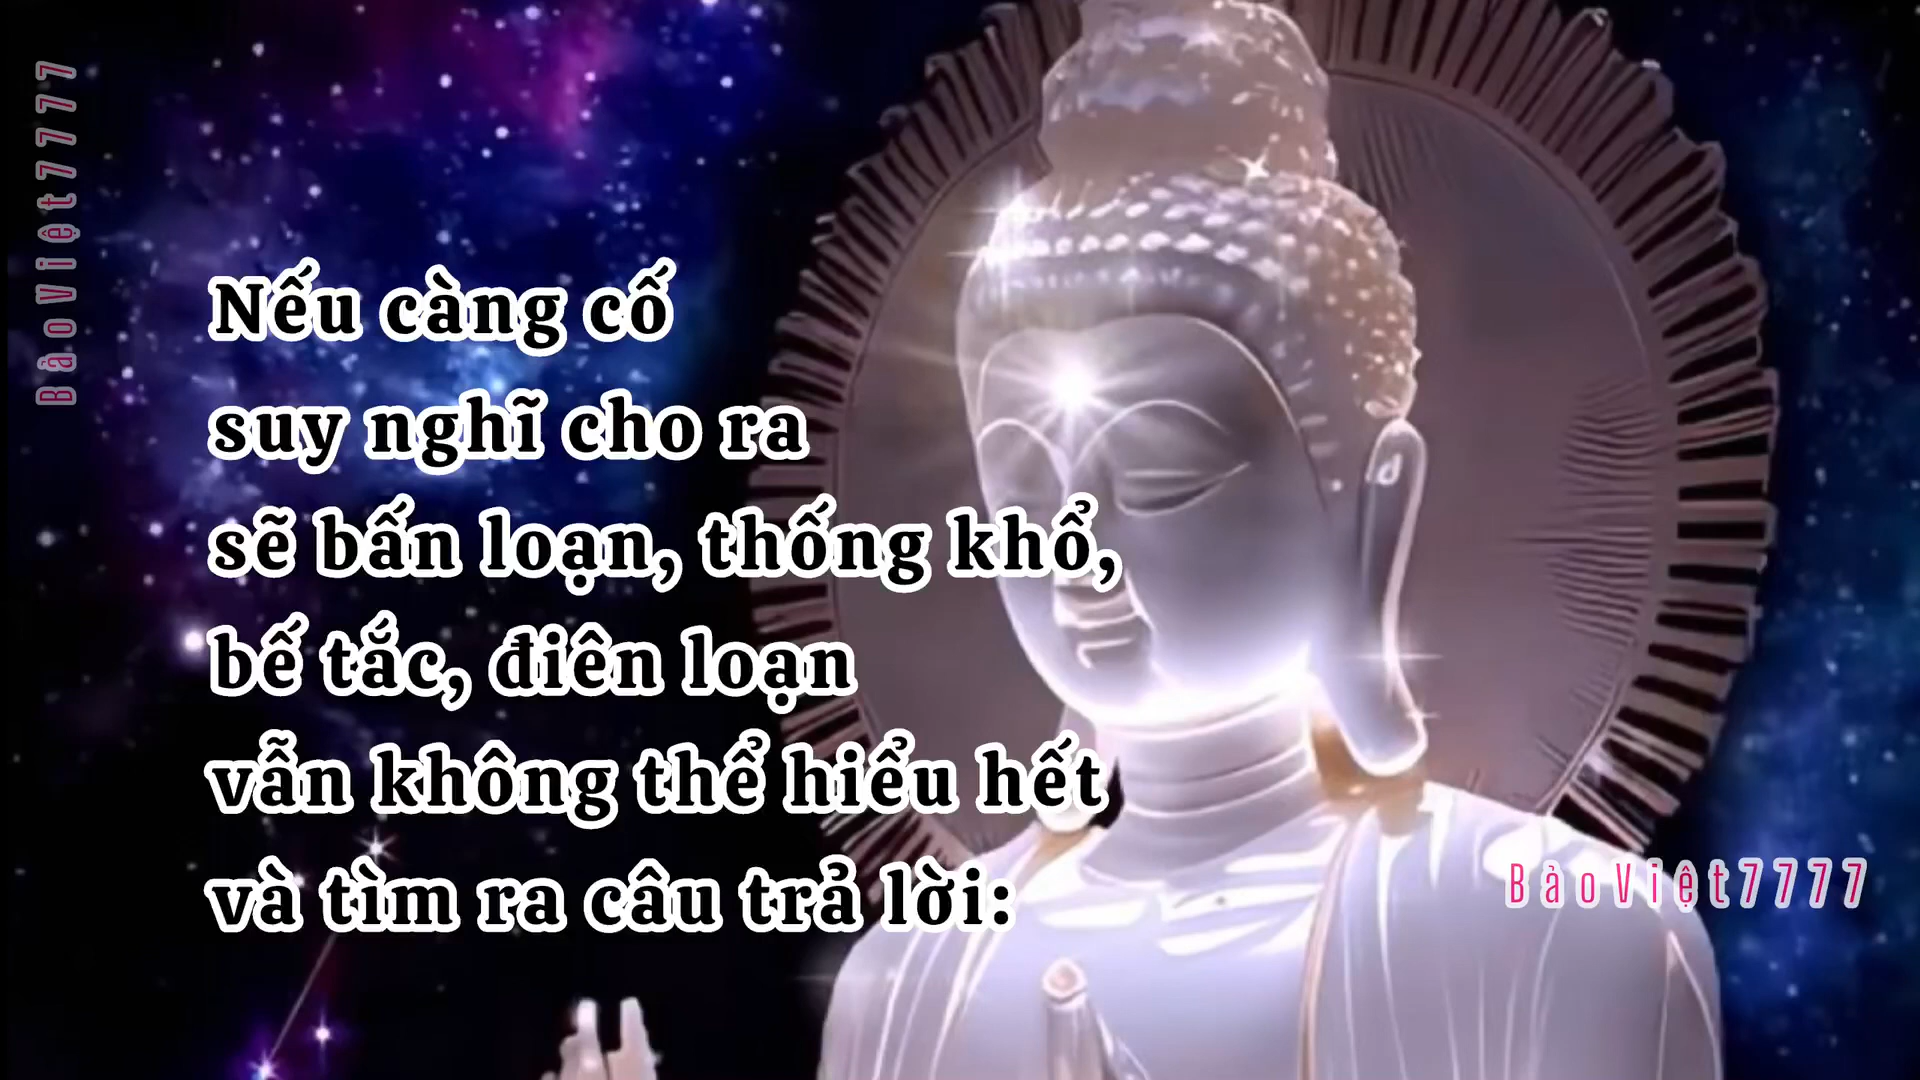 BảoViệt7777
Nếu càng cố
suy nghĩ cho ra
sẽ bấn loạn, thống khổ,
bế tắc, điên loạn
vẫn không thể hiểu hết
và tìm ra câu trả lời:
BảoViệt7777